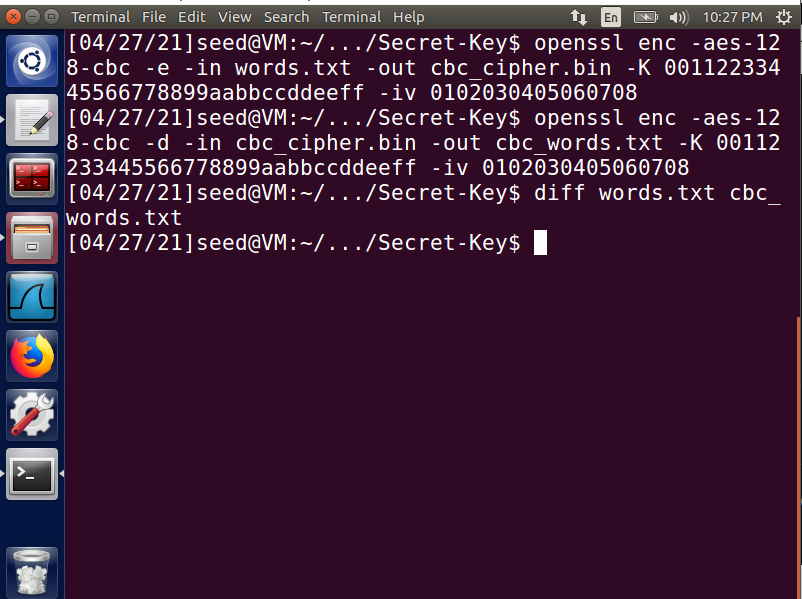 Terminal File Edit View Search Terminal Help En 10:27 PM
[04/27/21]seed@VM:~/.../Secret-Key$ openssl enc -aes-12
8-cbc -e -in words.txt -out cbc_cipher.bin -K 001122334
45566778899aabbccddeeff -iv 0102030405060708
[04/27/21]seed@VM:~/.../Secret-Key$ openssl enc -aes-12
8-cbc -d -in cbc_cipher.bin -out cbc_words.txt -K 00112
233445566778899aabbccddeeff -iv 0102030405060708
[04/27/21]seed@VM:~/.../Secret-Key$ diff words.txt cbc_
words.txt
[04/27/21]seed@VM:~/.../Secret-Key$